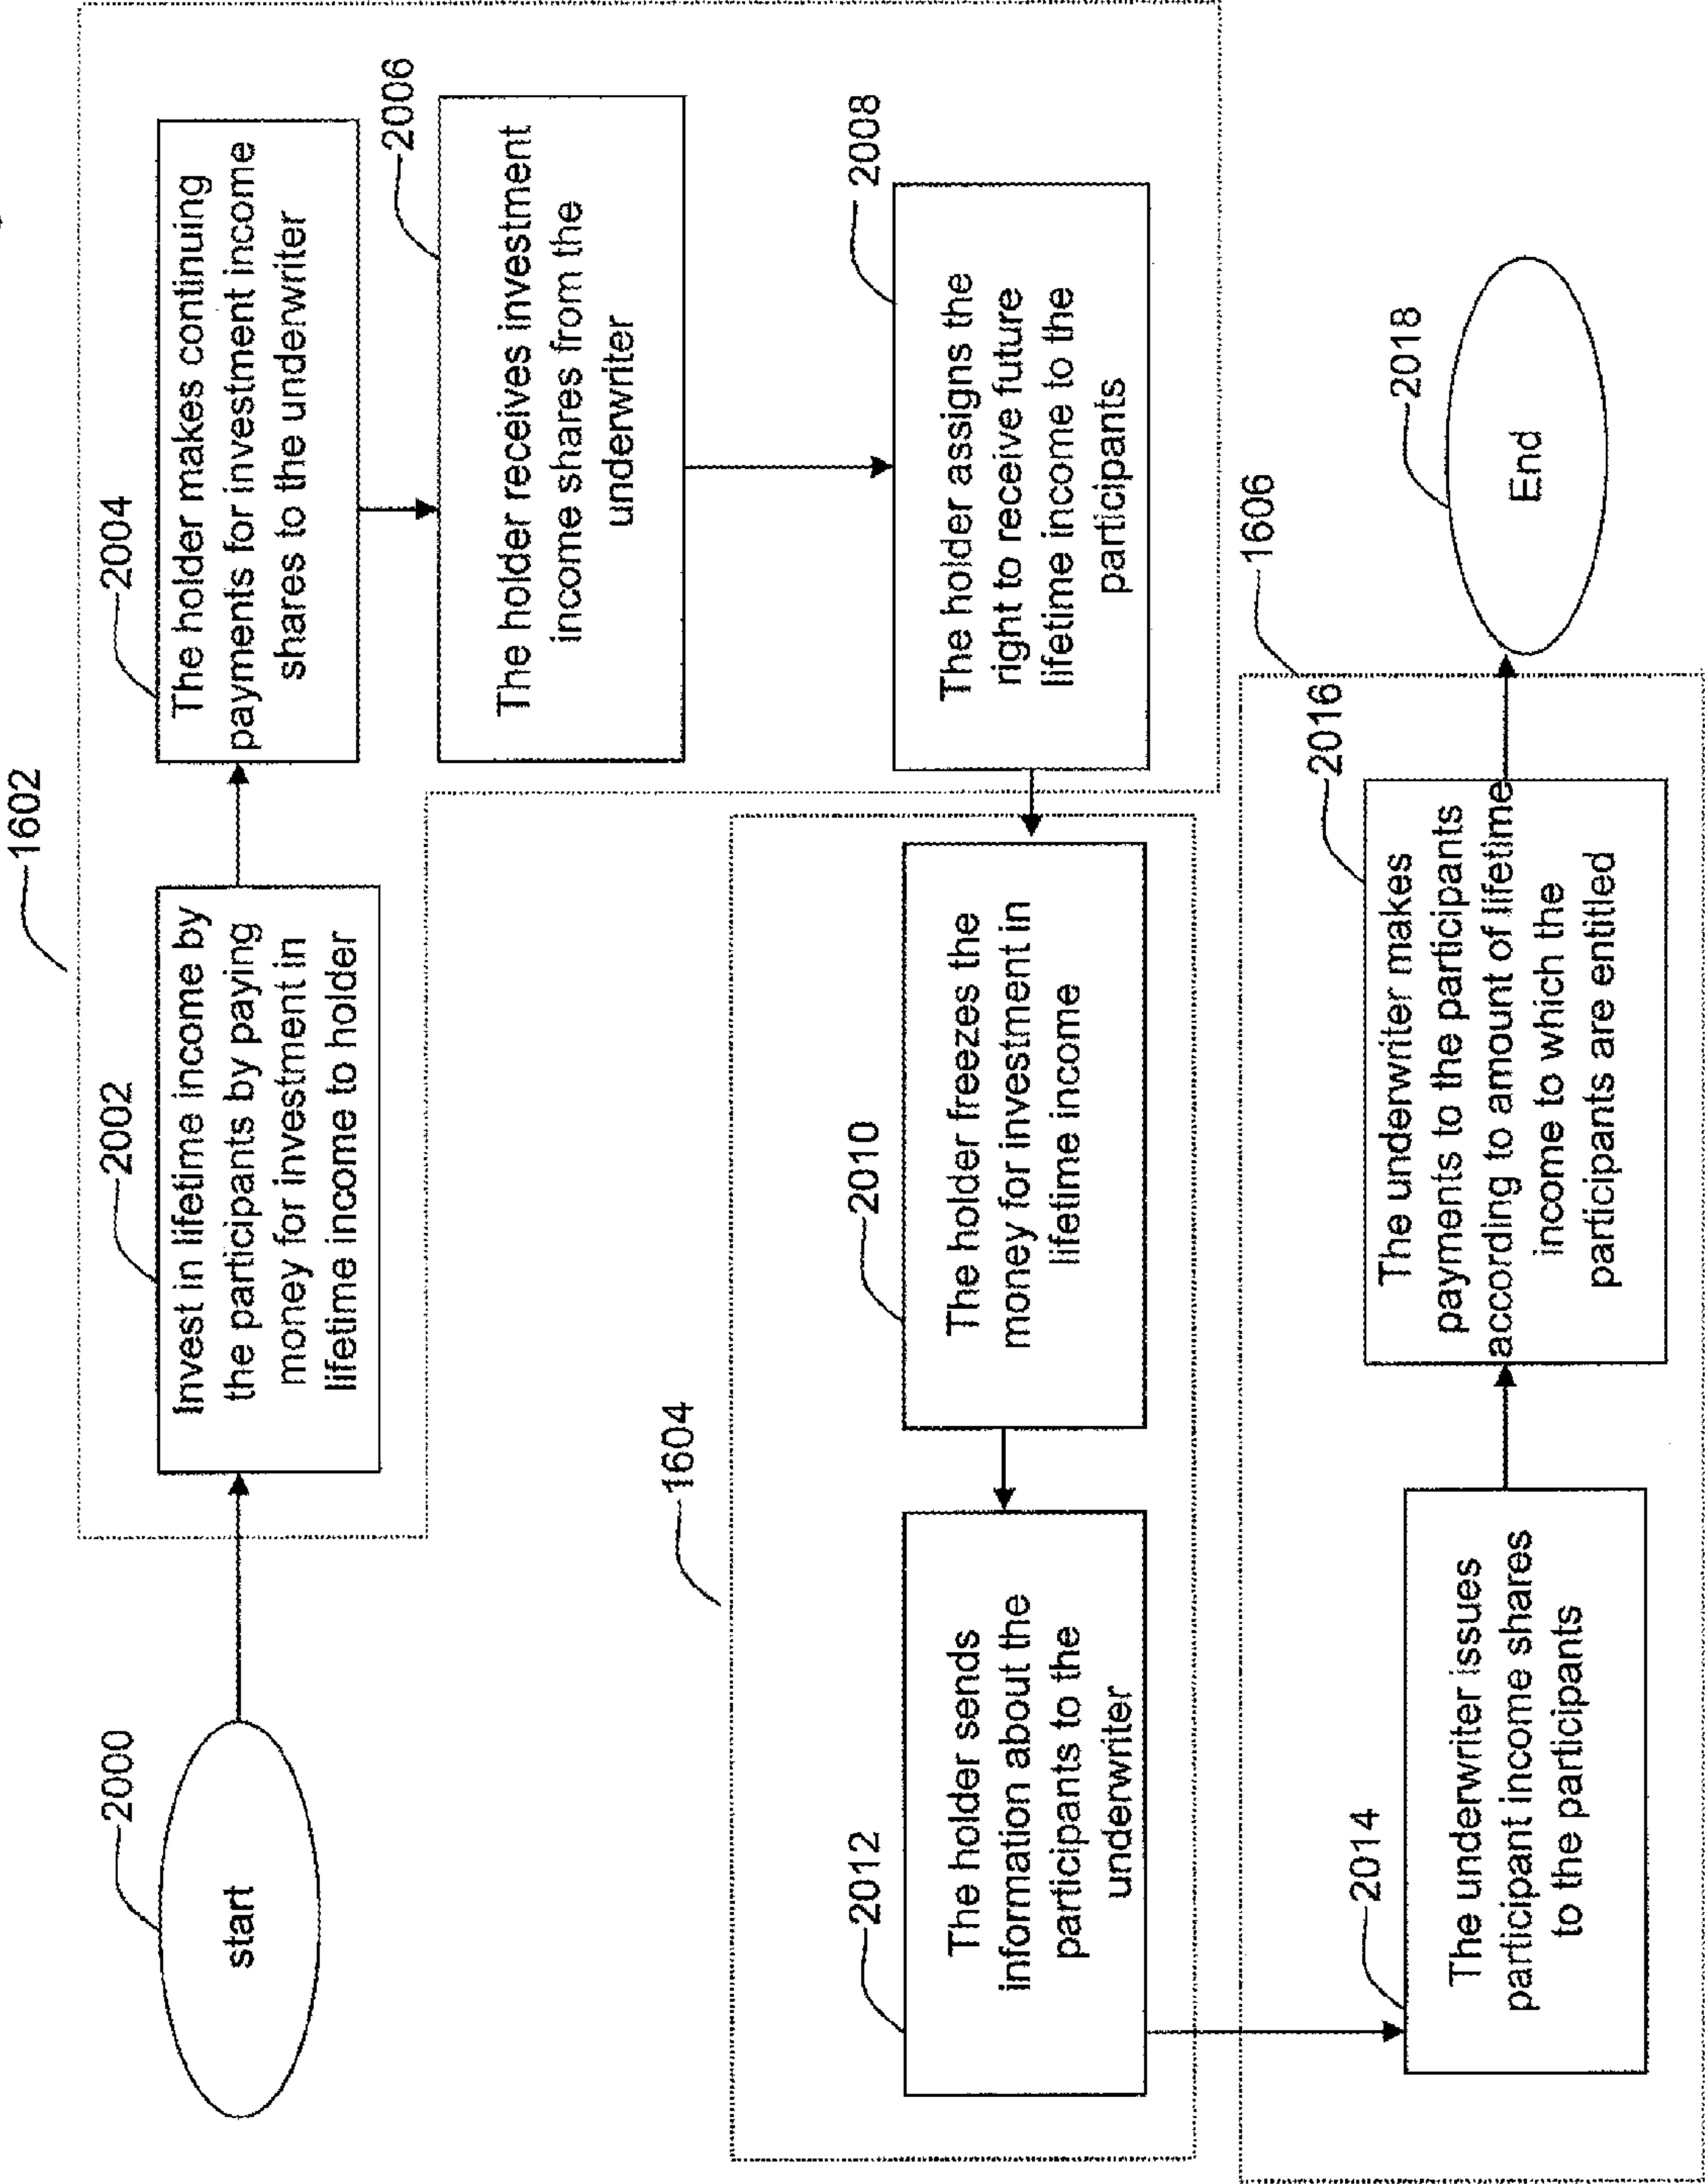 1602
2000
start
2002
Invest in lifetime income by
the participants by paying
money for investment in
lifetime income to holder
2004
The holder makes continuing
payments for investment income
shares to the underwriter
2006
The holder receives investment
income shares from the
underwriter
2008
The holder assigns the
right to receive future
lifetime income to the
participants
1604
2010
The holder freezes the
money for investment in
lifetime income
2012
The holder sends
information about the
participants to the
underwriter
1606
2014
The underwriter issues
participant income shares
to the participants
2016
The underwriter makes
payments to the participants
according to amount of lifetime
income to which the
participants are entitled
2018
End